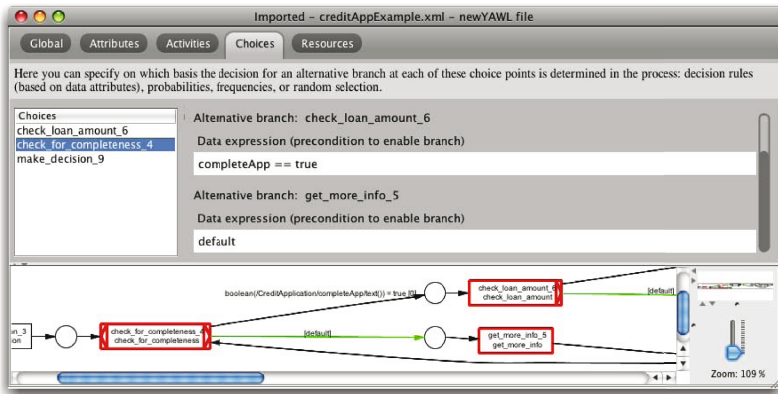 Imported – creditAppExample.xml – newYAWL file
Global Attributes Activities Choices Resources
Here you can specify on which basis the decision for an alternative branch at each of these choice points is determined in the process: decision rules
(based on data attributes), probabilities, frequencies, or random selection.
Choices
check_loan_amount_6
check_for_completeness_4
make_decision_9
Alternative branch: check_loan_amount_6
Data expression (precondition to enable branch)
completeApp == true
Alternative branch: get_more_info_5
Data expression (precondition to enable branch)
default
boolean(/CreditApplication/completeApp/text()) = true [0]
check_loan_amount_6
check_loan_amount
[default]
n_3
on
check_for_completeness_4
check_for_completeness
[default]
get_more_info_5
get_more_info
Zoom: 109 %